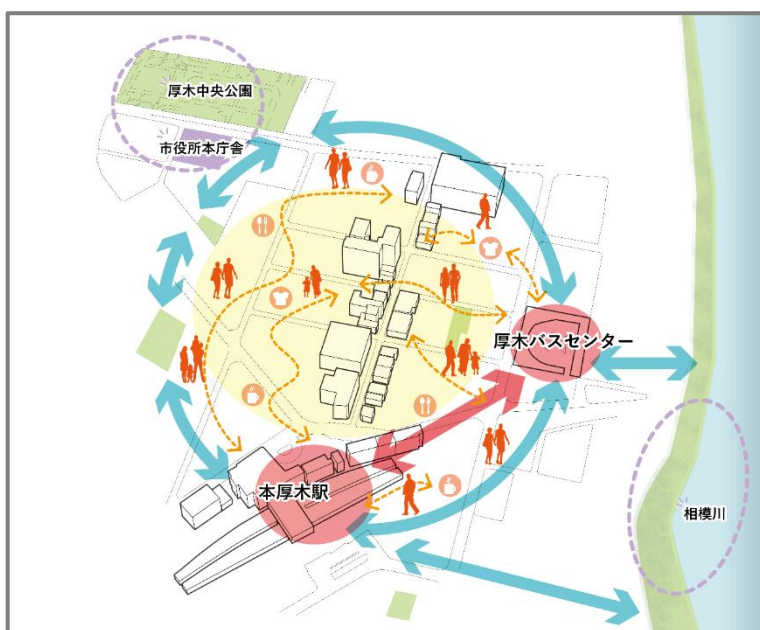 厚木中央公園
市役所本庁舎
厚木バスセンター
本厚木駅
相模川